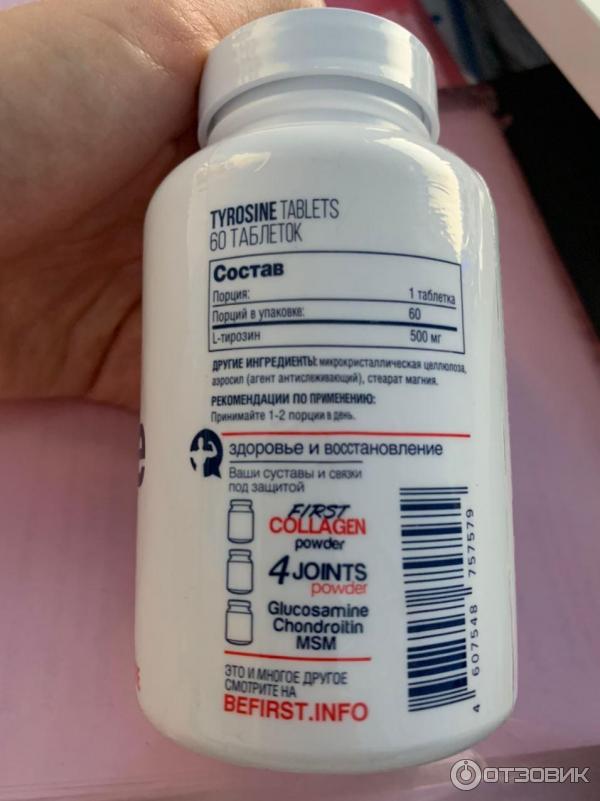 TYROSINE TABLETS
60 ТАБЛЕТОК
Состав
Порция: 1 таблетка
Порций в упаковке: 60
L-тирозин 500 мг
ДРУГИЕ ИНГРЕДИЕНТЫ: микрокристаллическая целлюлоза,
аэросил (агент антислеживающий), стеарат магния.
РЕКОМЕНДАЦИИ ПО ПРИМЕНЕНИЮ:
Принимайте 1-2 порции в день.
здоровье и восстановление
Ваши суставы и связки
под защитой
FIRST
COLLAGEN
powder
4 JOINTS
powder
Glucosamine
Chondroitin
MSM
ЭТО И МНОГОЕ ДРУГОЕ
СМОТРИТЕ НА
BEFIRST.INFO
4 607548 757579
e
ОТЗОВИК